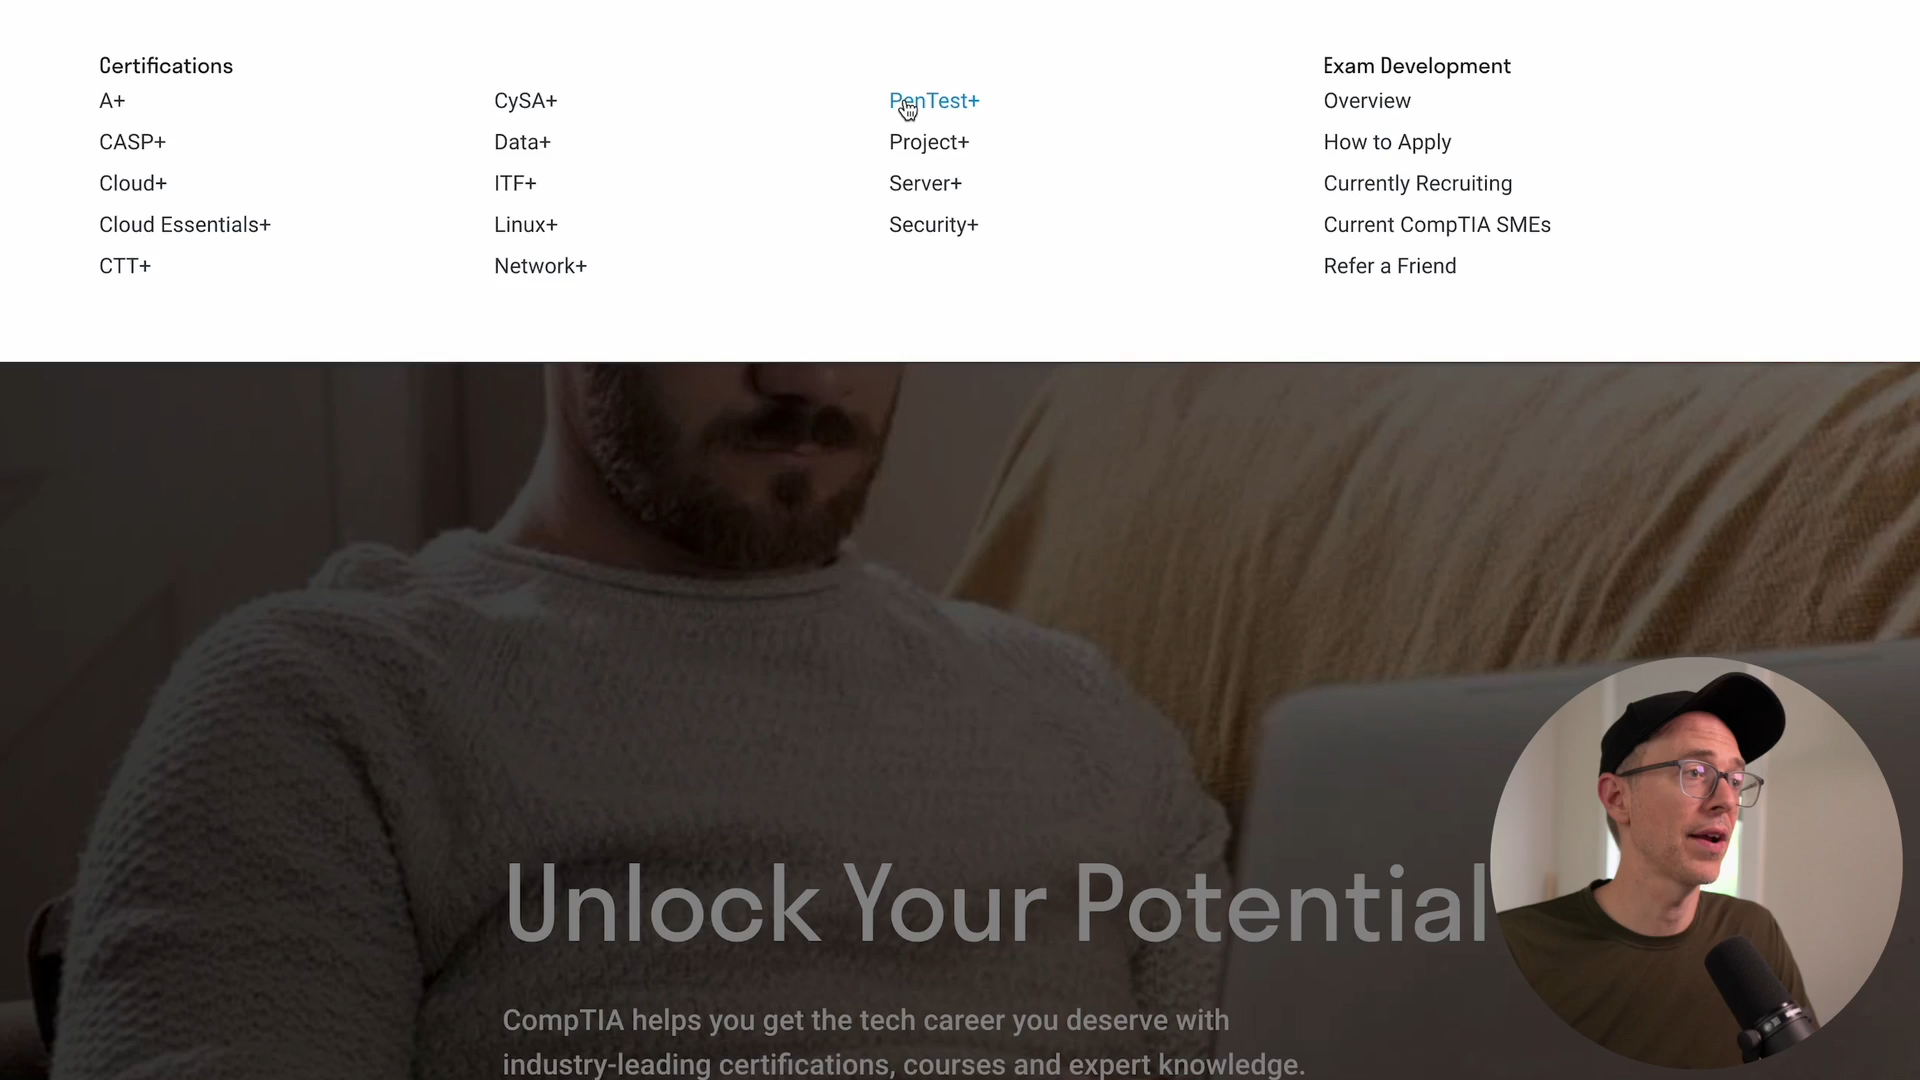 Certifications
A+
CASP+
Cloud+
Cloud Essentials+
CTT+
CySA+
Data+
ITF+
Linux+
Network+
PenTest+
Project+
Server+
Security+
Exam Development
Overview
How to Apply
Currently Recruiting
Current CompTIA SMEs
Refer a Friend
Unlock Your Potential
CompTIA helps you get the tech career you deserve with
industry-leading certifications, courses and expert knowledge.